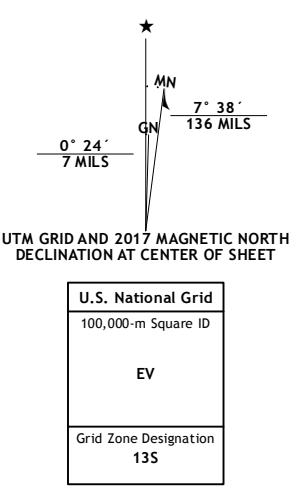 ★
MN
7° 38´
136 MILS
GN
0° 24´
7 MILS
UTM GRID AND 2017 MAGNETIC NORTH
DECLINATION AT CENTER OF SHEET
U.S. National Grid
100,000-m Square ID
EV
Grid Zone Designation
13S